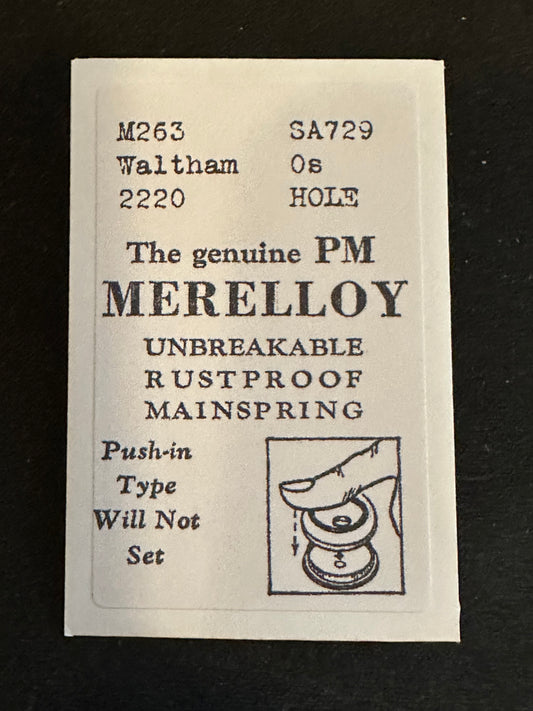 M263 SA729
Waltham 0s
2220 HOLE
The genuine PM
MERELLOY
UNBREAKABLE
RUSTPROOF
MAINSPRING
Push-in
Type
Will Not
Set